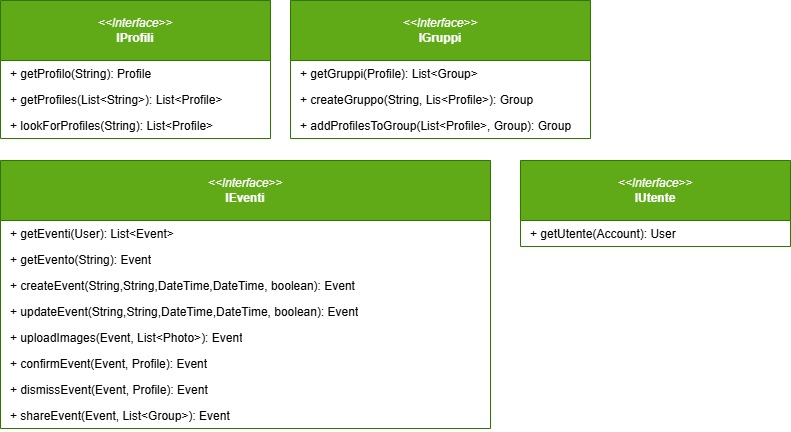 <<Interface>>
IProfili
+ getProfilo(String): Profile
+ getProfiles(List<String>): List<Profile>
+ lookForProfiles(String): List<Profile>
<<Interface>>
IGruppi
+ getGruppi(Profile): List<Group>
+ createGruppo(String, Lis<Profile>): Group
+ addProfilesToGroup(List<Profile>, Group): Group
<<Interface>>
IEventi
+ getEventi(User): List<Event>
+ getEvento(String): Event
+ createEvent(String,String,DateTime,DateTime, boolean): Event
+ updateEvent(String,String,DateTime,DateTime, boolean): Event
+ uploadImages(Event, List<Photo>): Event
+ confirmEvent(Event, Profile): Event
+ dismissEvent(Event, Profile): Event
+ shareEvent(Event, List<Group>): Event
<<Interface>>
IUtente
+ getUtente(Account): User